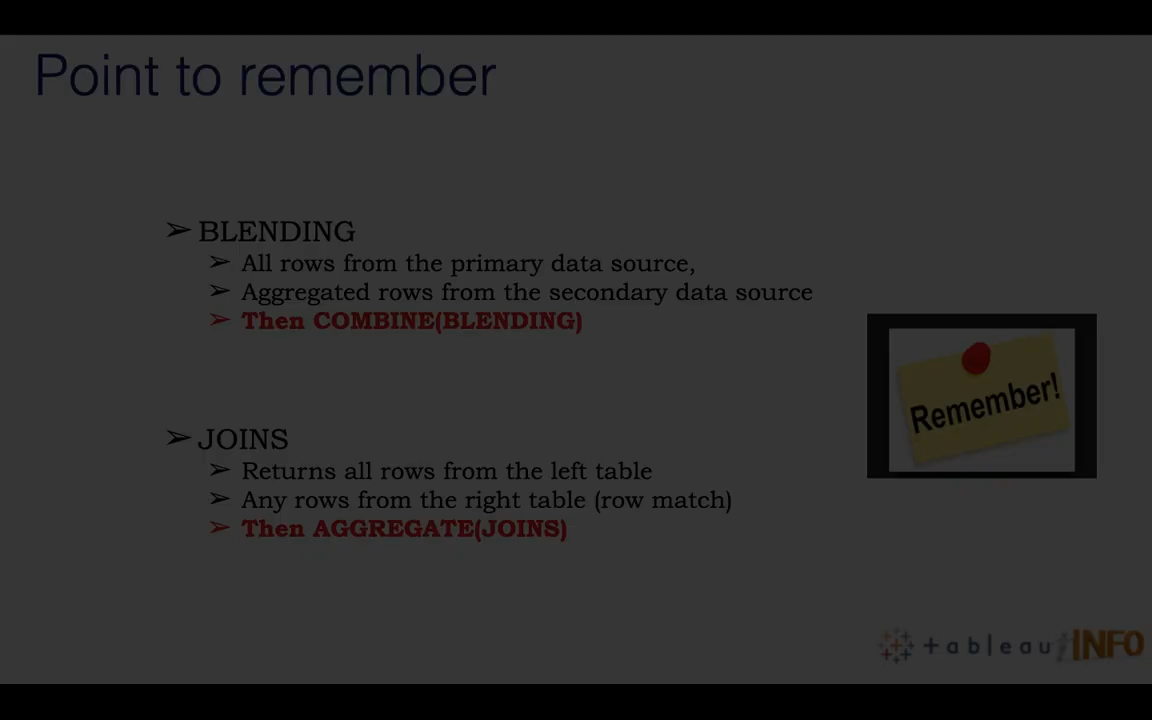 Point to remember
➢ BLENDING
➢ All rows from the primary data source,
➢ Aggregated rows from the secondary data source
➢ Then COMBINE(BLENDING)
Remember!
➢ JOINS
➢ Returns all rows from the left table
➢ Any rows from the right table (row match)
➢ Then AGGREGATE(JOINS)
+ableau INFO